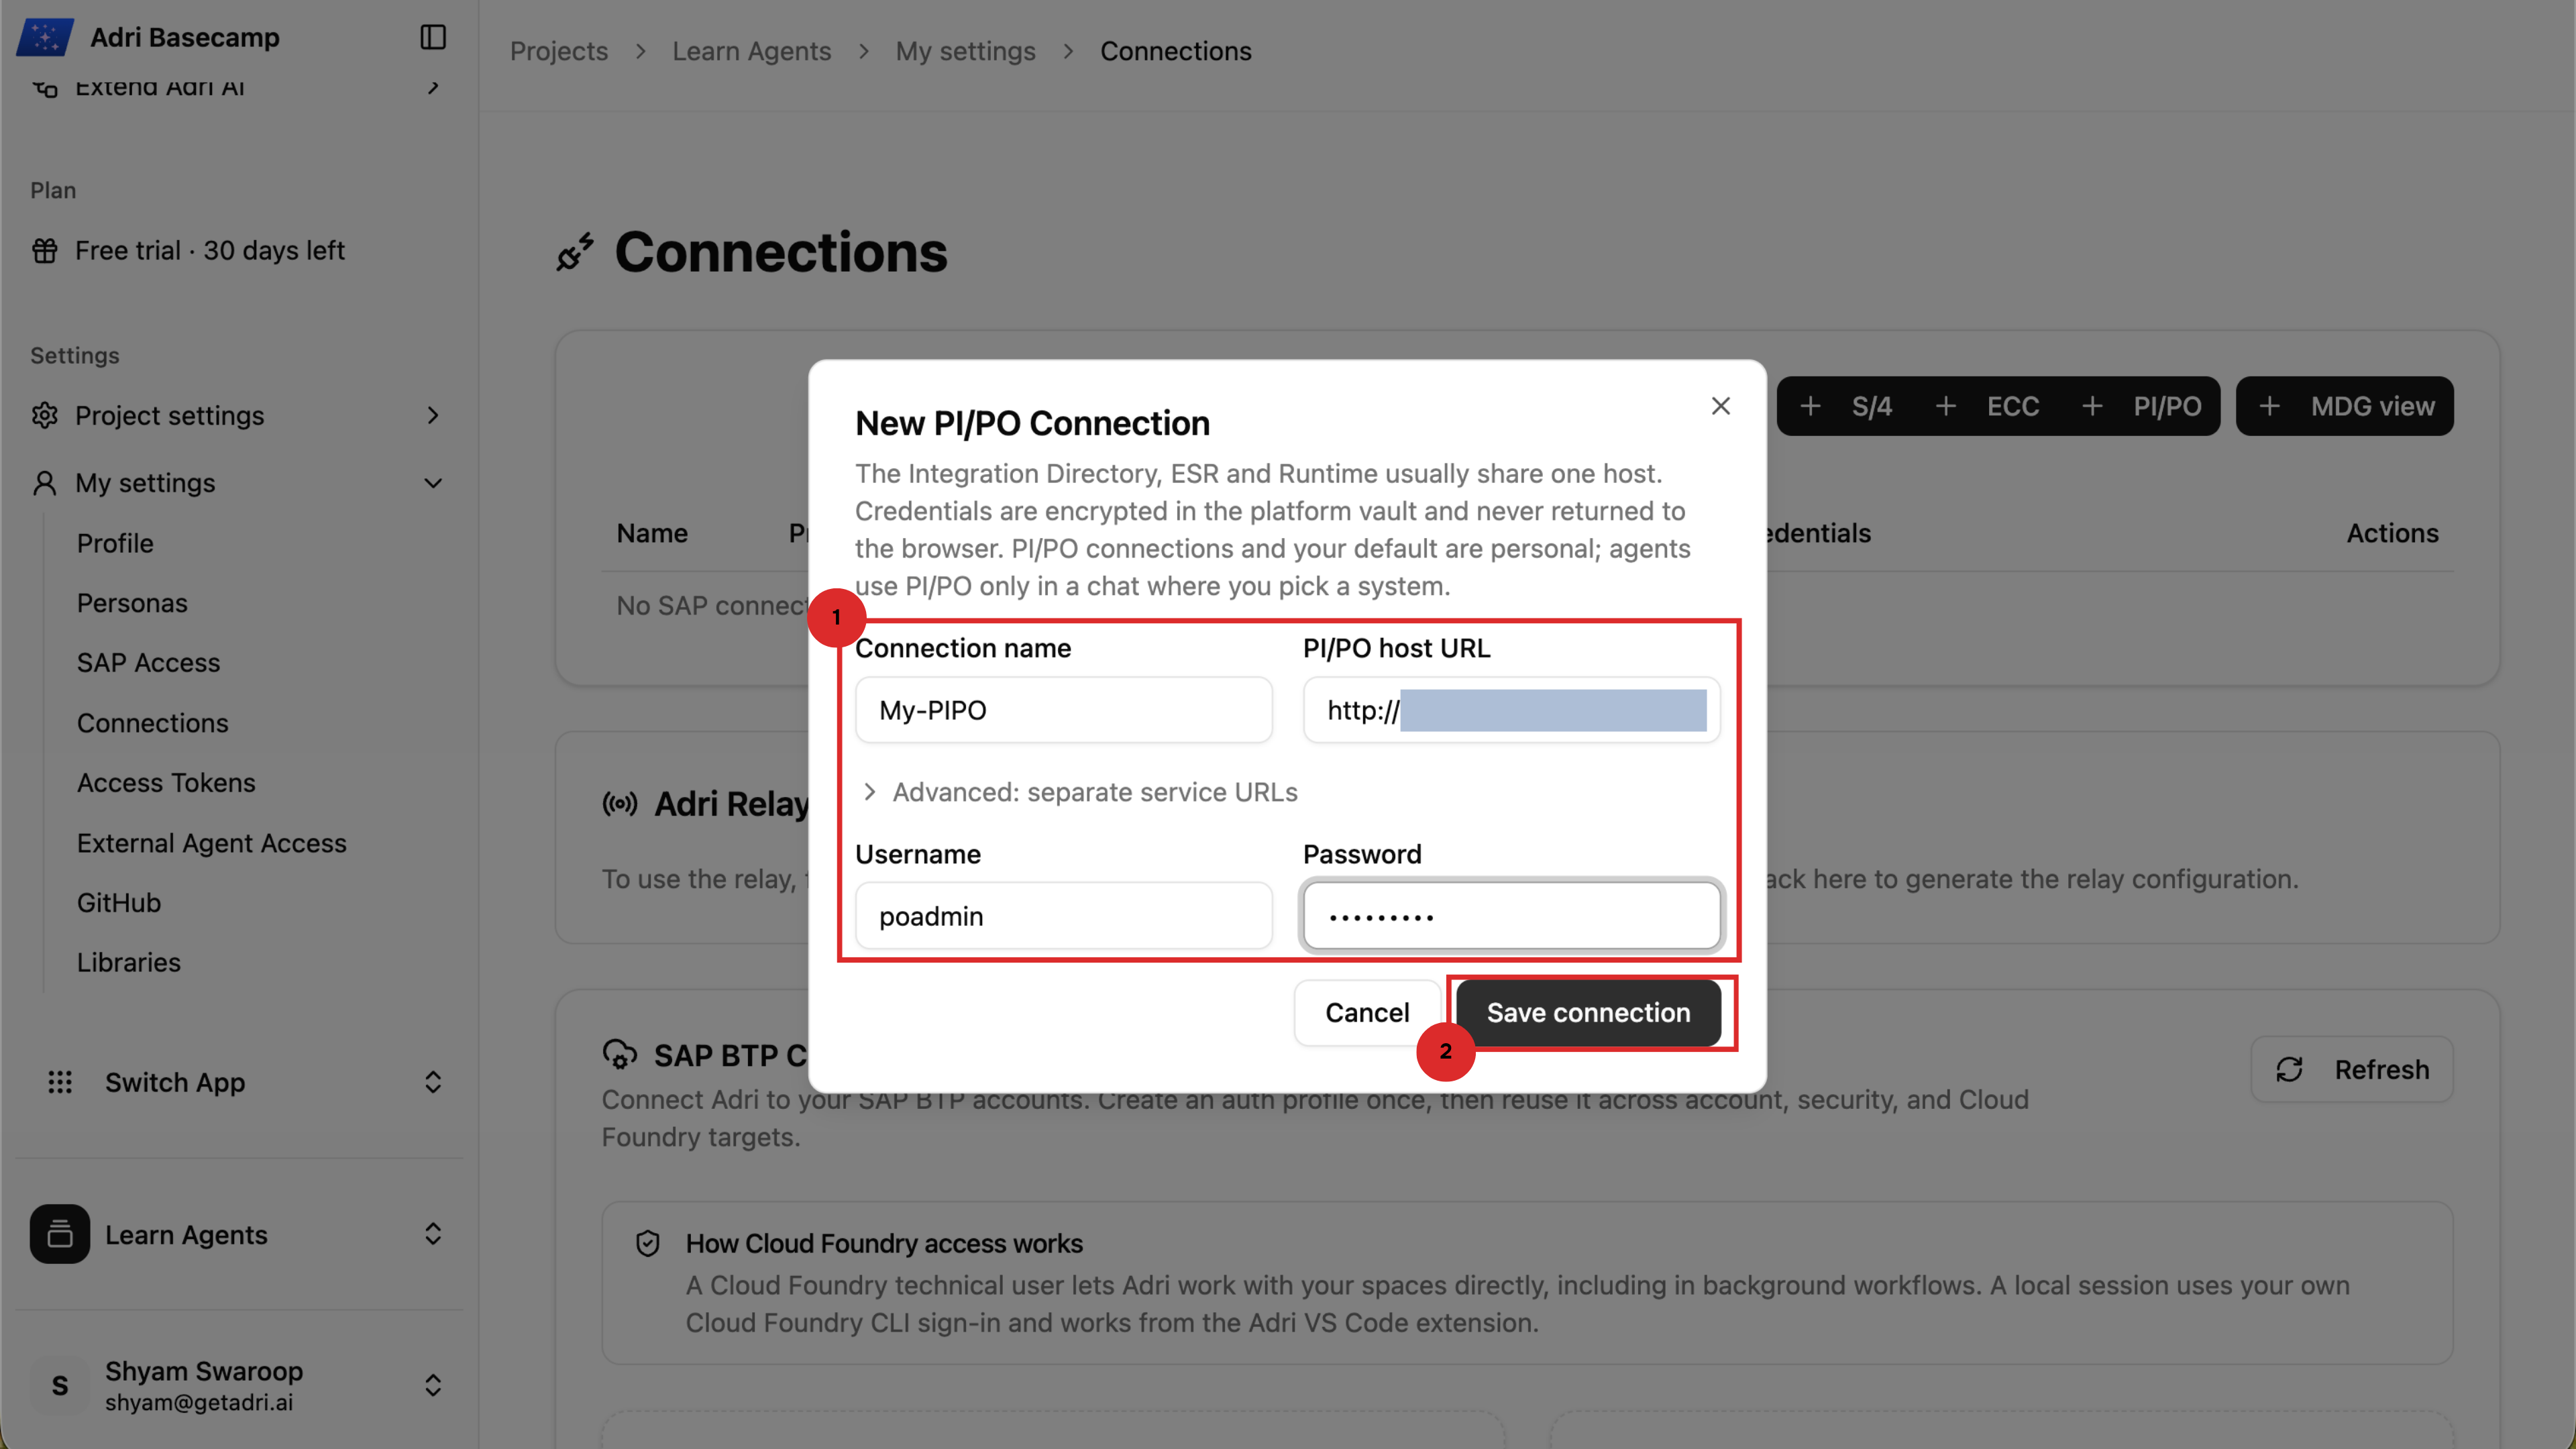 Adri Basecamp
Extend Adri AI
Plan
Free trial · 30 days left
Settings
Project settings
My settings
Profile
Personas
SAP Access
Connections
Access Tokens
External Agent Access
GitHub
Libraries
Switch App
Learn Agents
S
Shyam Swaroop
shyam@getadri.ai
Projects > Learn Agents > My settings > Connections
Connections
+ S/4 + ECC + PI/PO + MDG view
Name
Actions
No SAP
Adri Relay
To use the relay,
here to generate the relay configuration.
SAP BTP
Refresh
Connect Adri to your SAP BTP accounts. Create an auth profile once, then reuse it across account, security, and Cloud
Foundry targets.
How Cloud Foundry access works
A Cloud Foundry technical user lets Adri work with your spaces directly, including in background workflows. A local session uses your own
Cloud Foundry CLI sign-in and works from the Adri VS Code extension.
New PI/PO Connection
The Integration Directory, ESR and Runtime usually share one host.
Credentials are encrypted in the platform vault and never returned to
the browser. PI/PO connections and your default are personal; agents
use PI/PO only in a chat where you pick a system.
1
Connection name
PI/PO host URL
My-PIPO
http://
Advanced: separate service URLs
Username
Password
poadmin
•••••••••
Cancel
Save connection
2